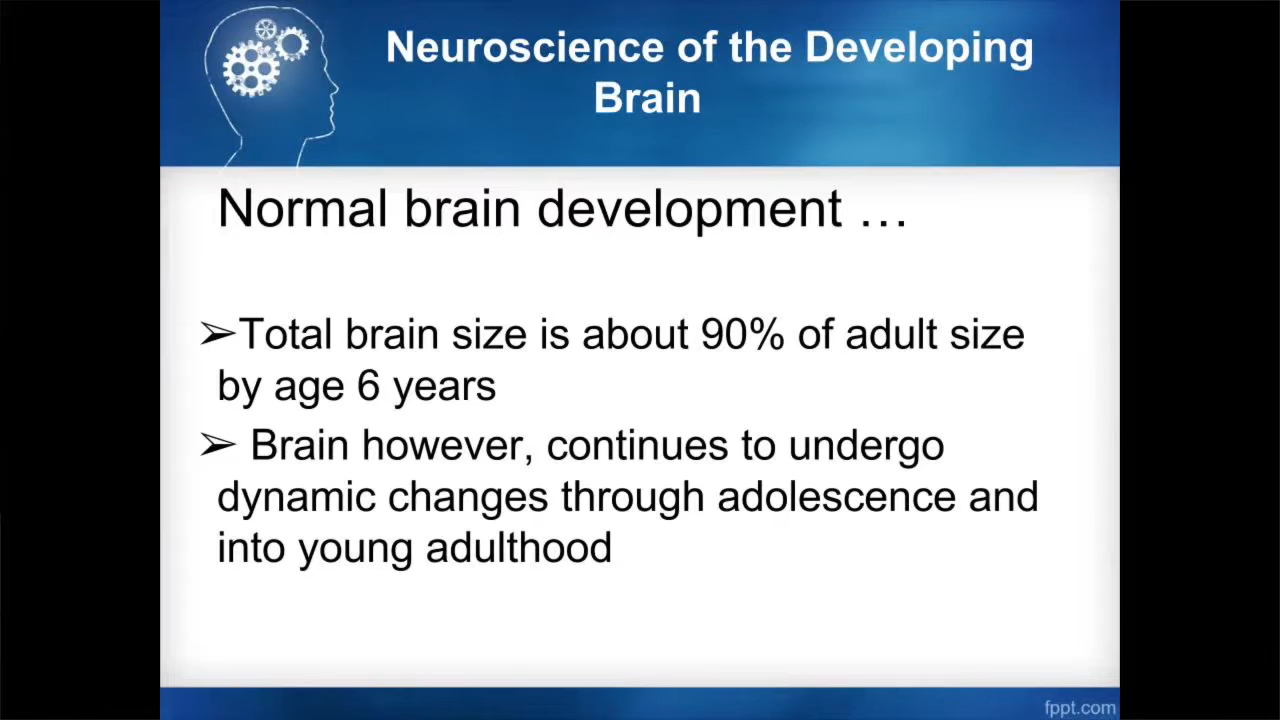 Neuroscience of the Developing
Brain
Normal brain development …
➢Total brain size is about 90% of adult size
by age 6 years
➢ Brain however, continues to undergo
dynamic changes through adolescence and
into young adulthood
fppt.com